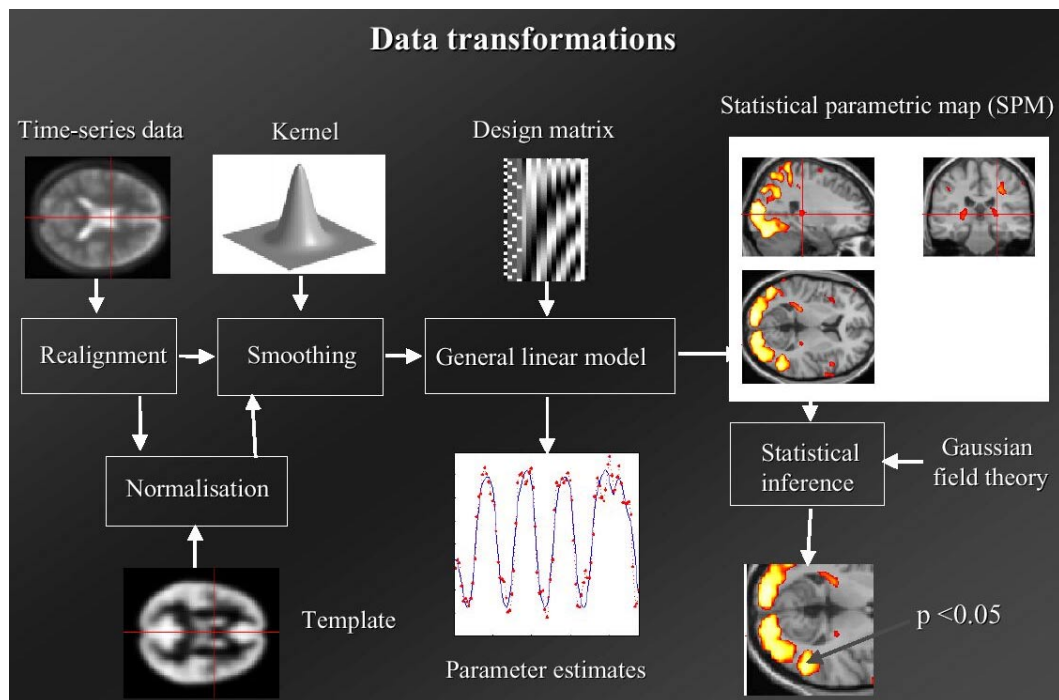 Data transformations
Statistical parametric map (SPM)
Time-series data
Kernel
Design matrix
Realignment
Smoothing
General linear model
Statistical
inference
Gaussian
field theory
Normalisation
Template
Parameter estimates
p <0.05